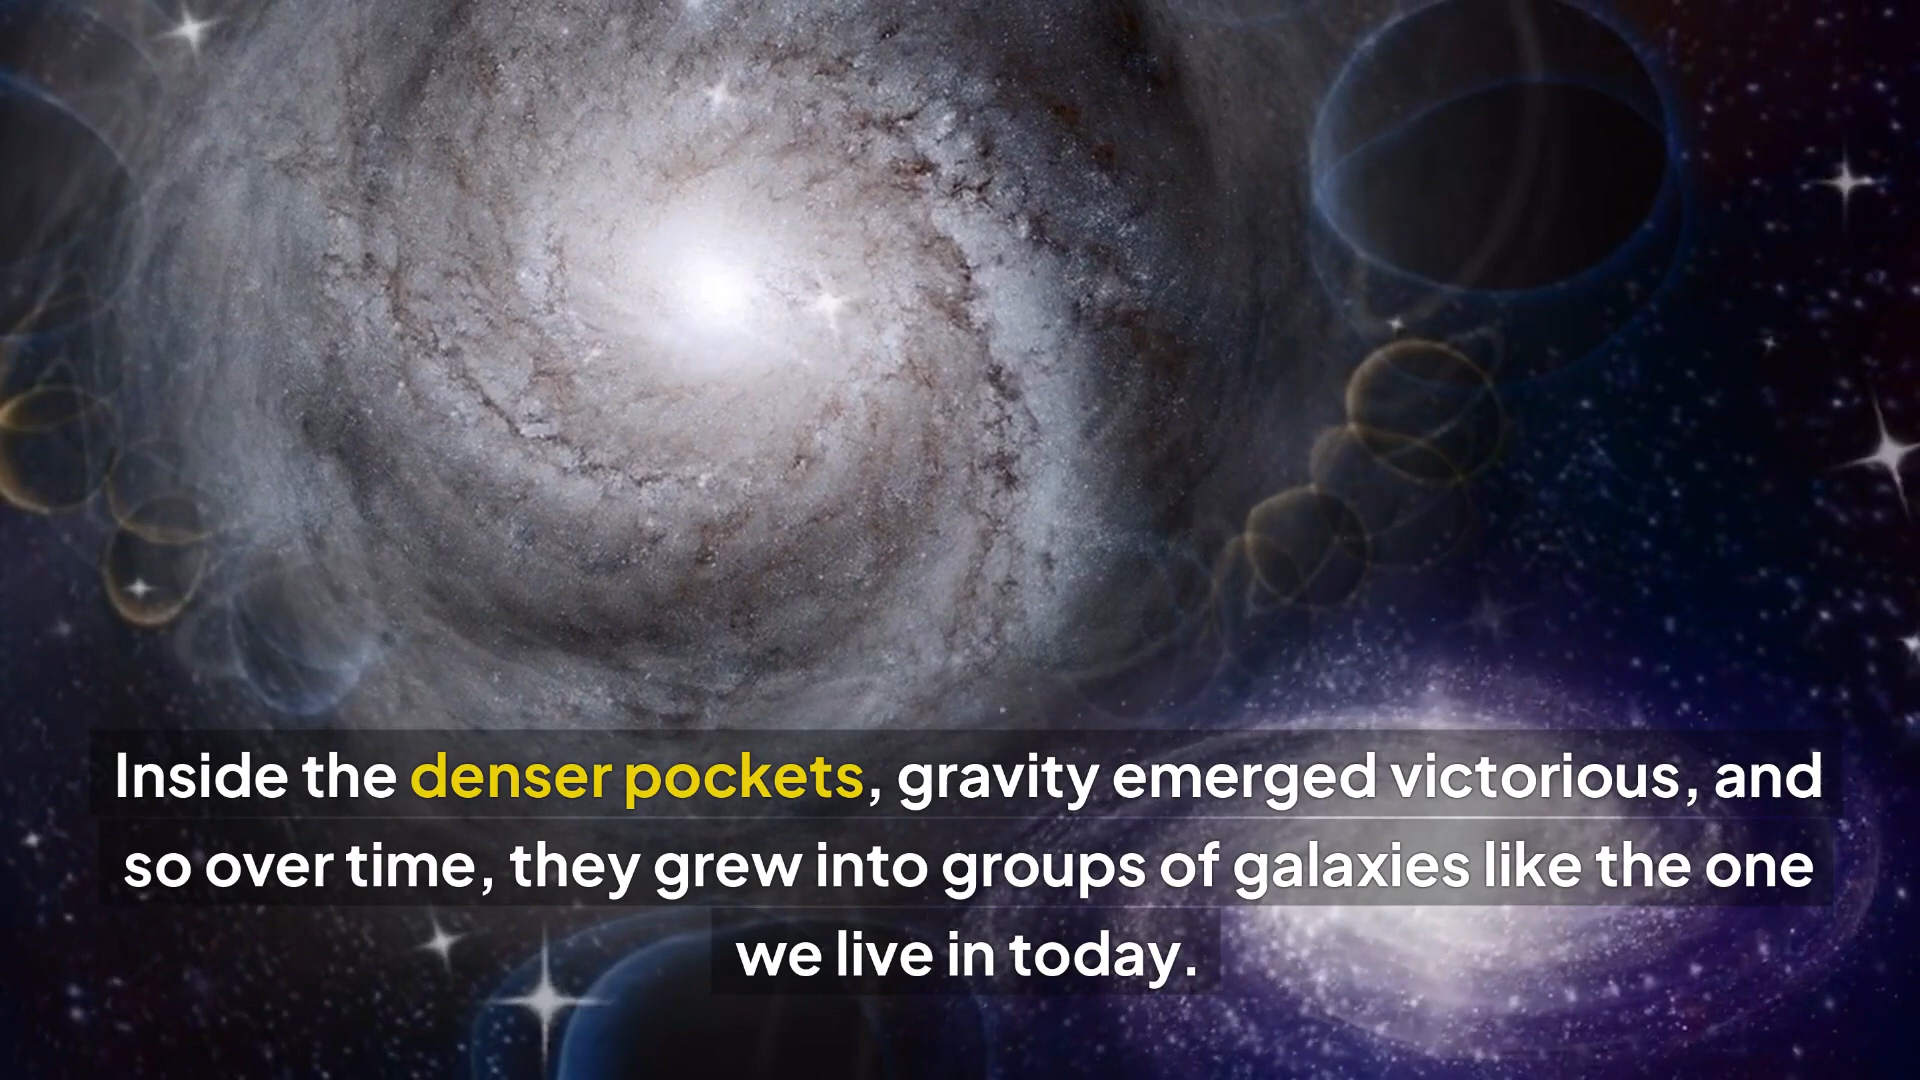 Inside the denser pockets, gravity emerged victorious, and
so over time, they grew into groups of galaxies like the one
we live in today.